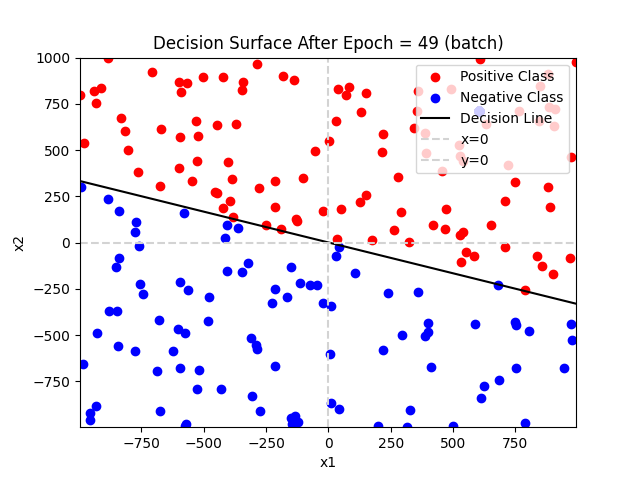 Decision Surface After Epoch = 49 (batch)
Positive Class
Negative Class
Decision Line
x=0
y=0
1000
750
500
250
0
−250
−500
−750
x2
−750
−500
−250
0
250
500
750
x1